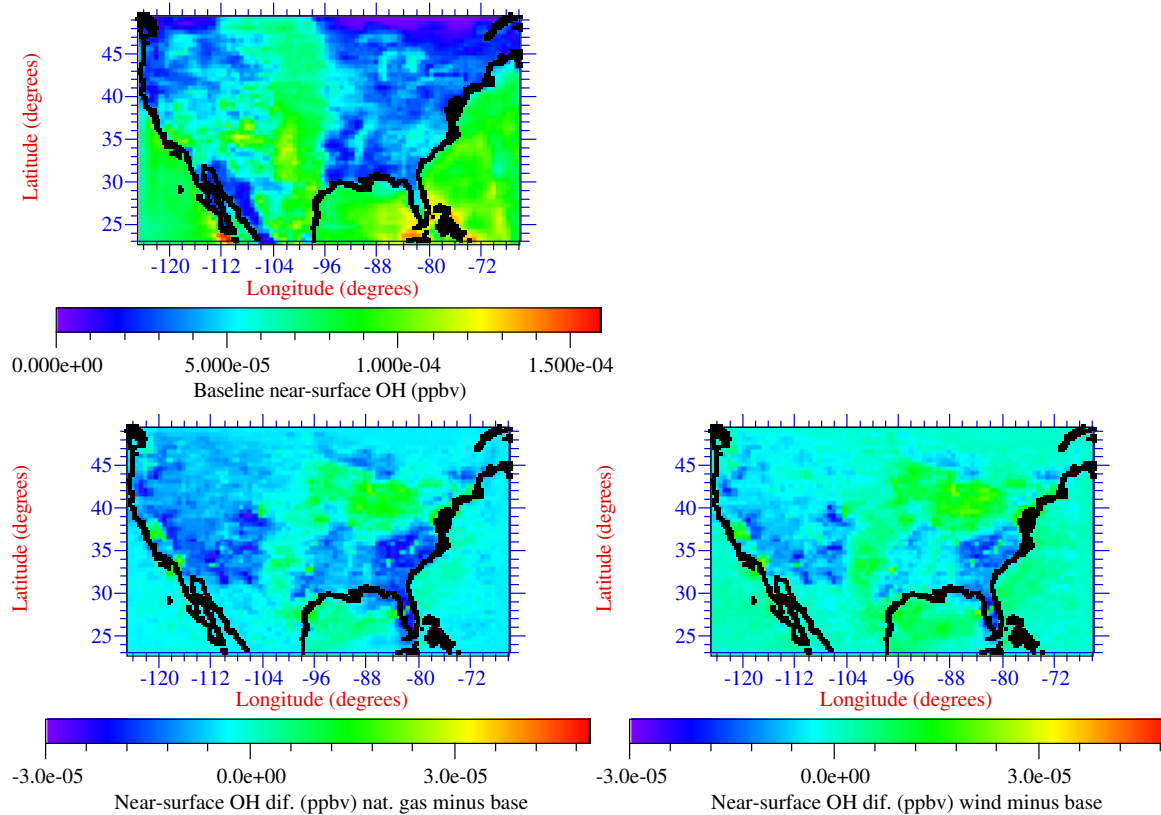 45
40
35
30
25
Latitude (degrees)
-120 -112 -104 -96 -88 -80 -72
Longitude (degrees)
0.000e+00 5.000e-05 1.000e-04 1.500e-04
Baseline near-surface OH (ppbv)
45
40
35
30
25
Latitude (degrees)
-120 -112 -104 -96 -88 -80 -72
Longitude (degrees)
-3.0e-05 0.0e+00 3.0e-05
Near-surface OH dif. (ppbv) nat. gas minus base
45
40
35
30
25
Latitude (degrees)
-120 -112 -104 -96 -88 -80 -72
Longitude (degrees)
-3.0e-05 0.0e+00 3.0e-05
Near-surface OH dif. (ppbv) wind minus base